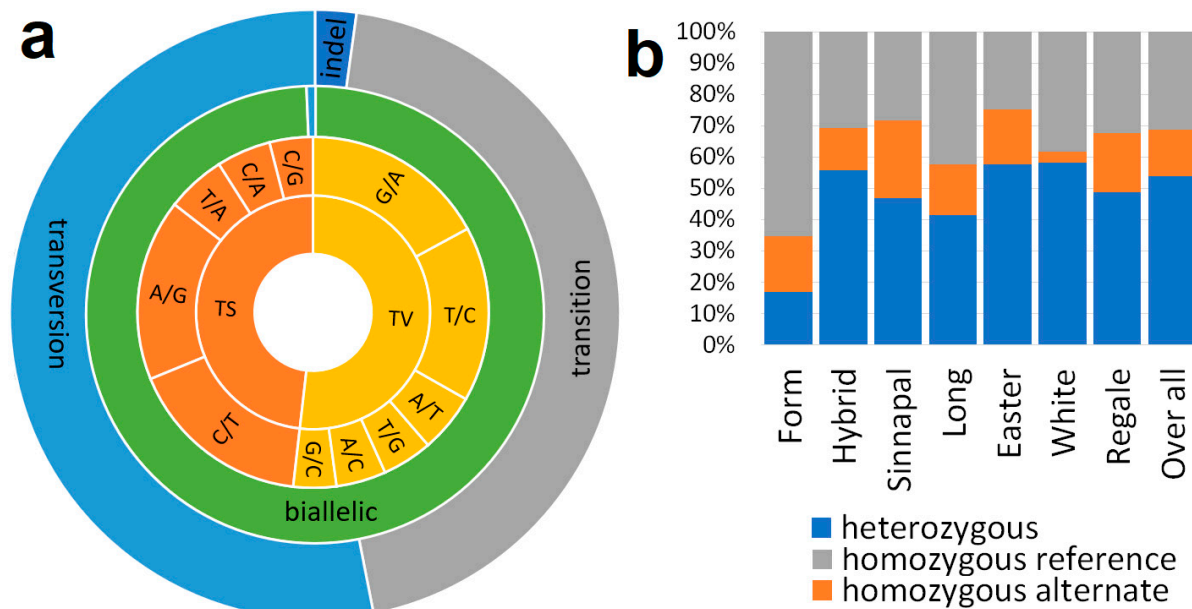 a
indel
transition
transversion
biallelic
G/A
T/C
A/T
T/G
A/C
G/C
C/T
A/G
T/A
C/A
C/G
TS
TV
b
100%
90%
80%
70%
60%
50%
40%
30%
20%
10%
0%
Form
Hybrid
Sinnapal
Long
Easter
White
Regale
Over all
heterozygous
homozygous reference
homozygous alternate